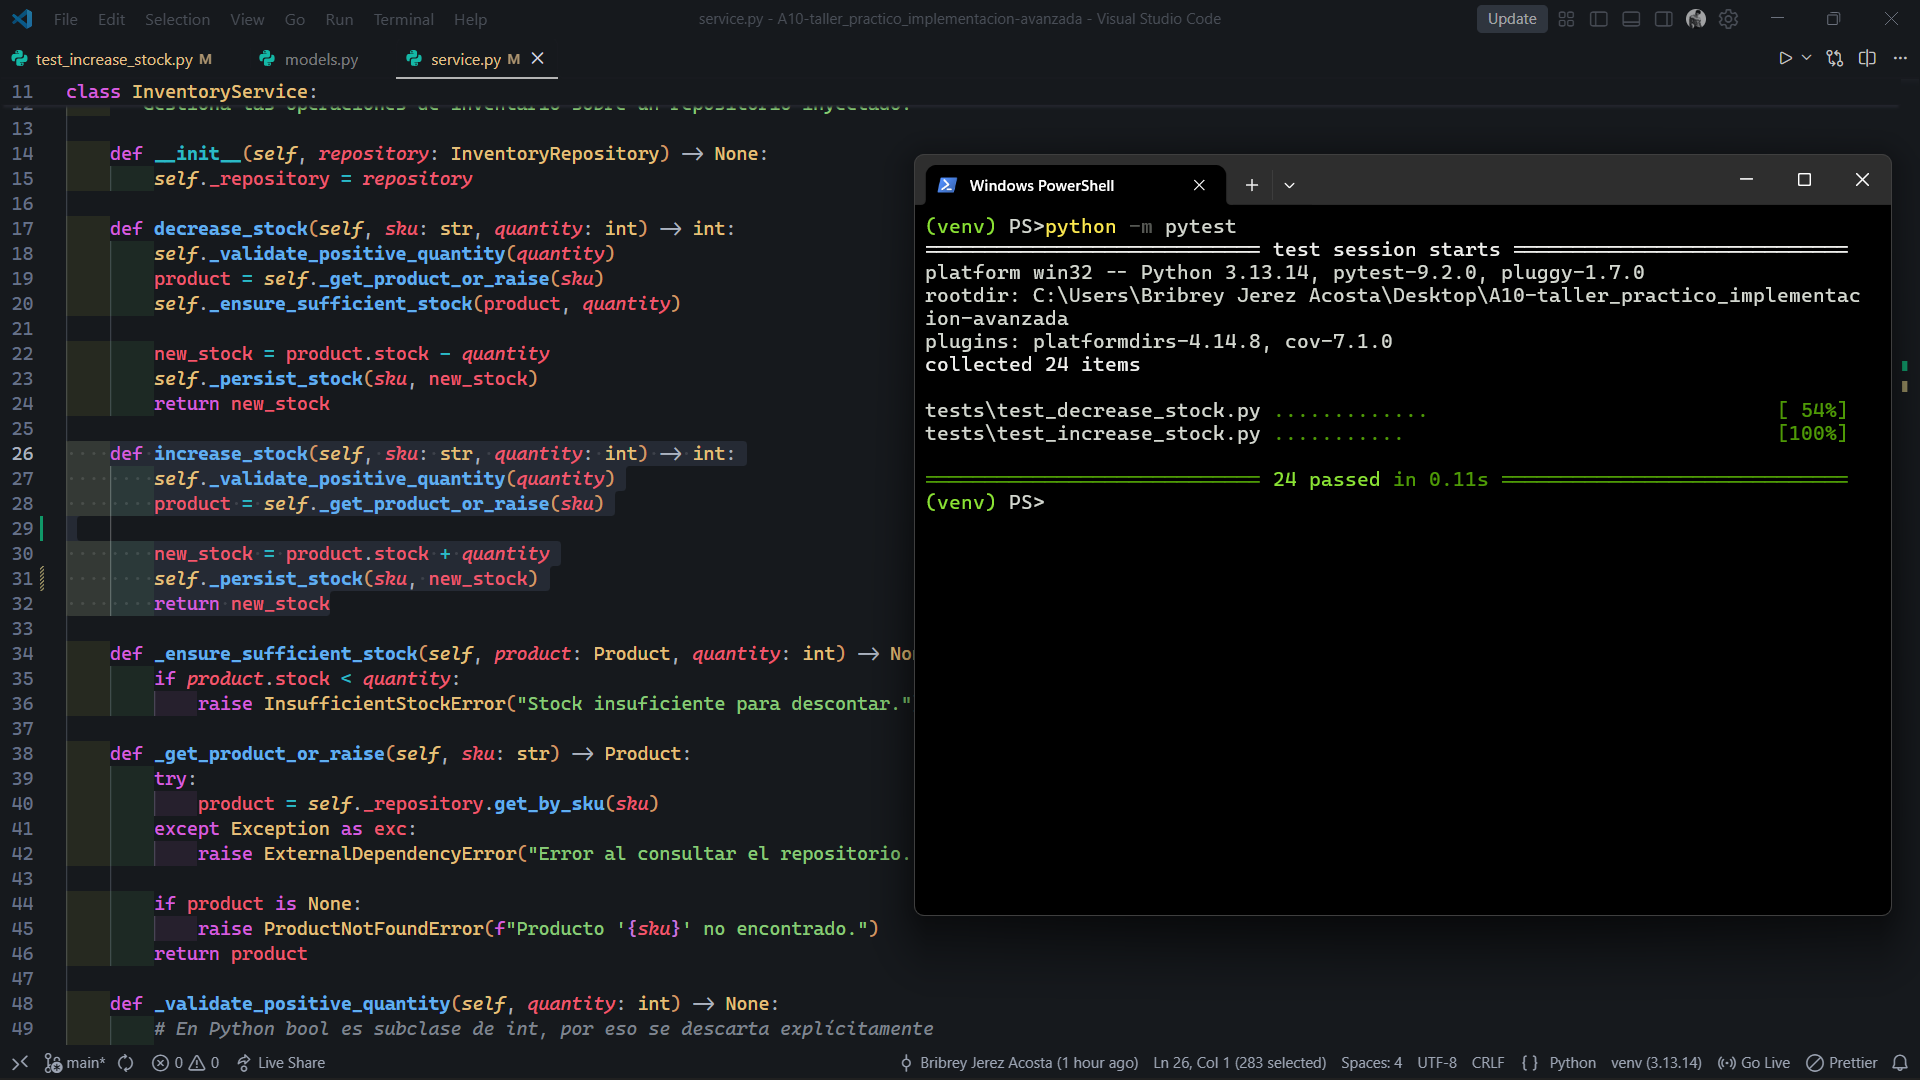 File Edit Selection View Go Run Terminal Help
service.py - A10-taller_practico_implementacion-avanzada - Visual Studio Code
Update
test_increase_stock.py M
models.py
service.py M
11 class InventoryService:
12 Gestiona las operaciones de inventario sobre un repositorio inyectado.
13
14 def __init__(self, repository: InventoryRepository) -> None:
15 self._repository = repository
16
17 def decrease_stock(self, sku: str, quantity: int) -> int:
18 self._validate_positive_quantity(quantity)
19 product = self._get_product_or_raise(sku)
20 self._ensure_sufficient_stock(product, quantity)
21
22 new_stock = product.stock - quantity
23 self._persist_stock(sku, new_stock)
24 return new_stock
25
26 def increase_stock(self, sku: str, quantity: int) -> int:
27 self._validate_positive_quantity(quantity)
28 product = self._get_product_or_raise(sku)
29
30 new_stock = product.stock + quantity
31 self._persist_stock(sku, new_stock)
32 return new_stock
33
34 def _ensure_sufficient_stock(self, product: Product, quantity: int) ->
35 if product.stock < quantity:
36 raise InsufficientStockError("Stock insuficiente para descontar."
37
38 def _get_product_or_raise(self, sku: str) -> Product:
39 try:
40 product = self._repository.get_by_sku(sku)
41 except Exception as exc:
42 raise ExternalDependencyError("Error al consultar el repositorio.
43
44 if product is None:
45 raise ProductNotFoundError(f"Producto '{sku}' no encontrado.")
46 return product
47
48 def _validate_positive_quantity(self, quantity: int) -> None:
49 # En Python bool es subclase de int, por eso se descarta explícitamente
Windows PowerShell
(venv) PS>python -m pytest
test session starts
platform win32 -- Python 3.13.14, pytest-9.2.0, pluggy-1.7.0
rootdir: C:\Users\Bribrey Jerez Acosta\Desktop\A10-taller_practico_implementac
ion-avanzada
plugins: platformdirs-4.14.8, cov-7.1.0
collected 24 items
tests\test_decrease_stock.py ............. [ 54%]
tests\test_increase_stock.py ........... [100%]
24 passed in 0.11s
(venv) PS>
main* 0 0 Live Share Bribrey Jerez Acosta (1 hour ago) Ln 26, Col 1 (283 selected) Spaces: 4 UTF-8 CRLF { } Python venv (3.13.14) Go Live Prettier